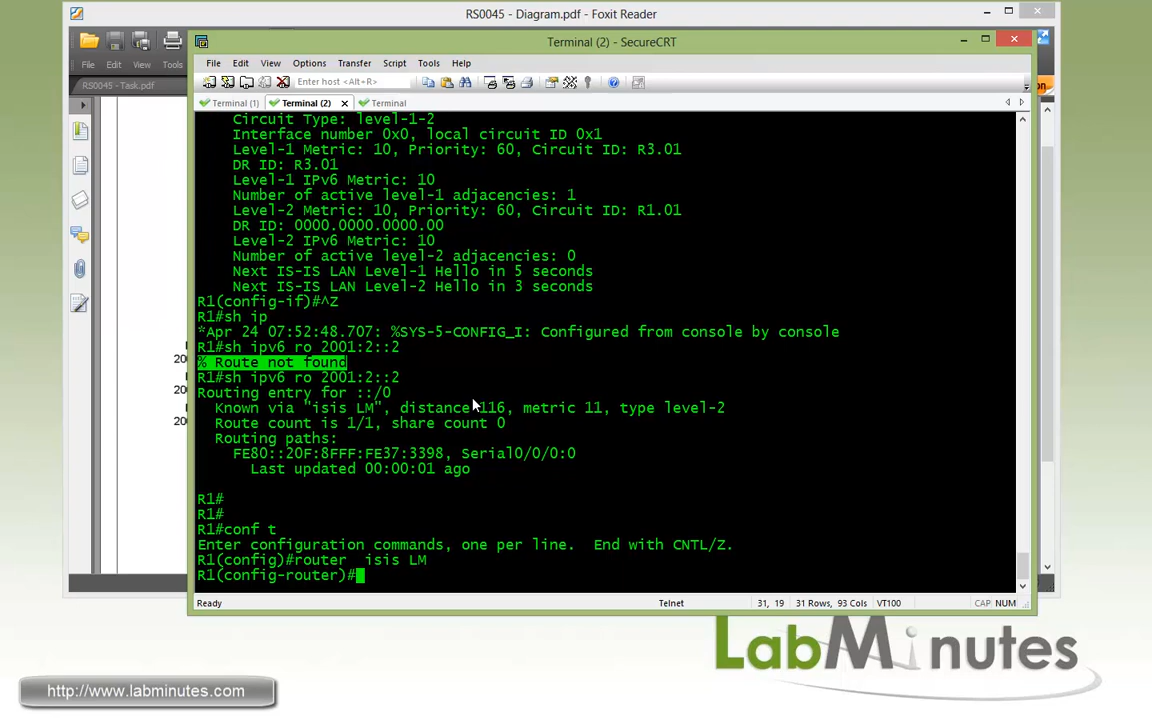 RS0045 - Diagram.pdf - Foxit Reader
Terminal (2) - SecureCRT
File Edit View Tools
File Edit View Options Transfer Script Tools Help
Enter host <Alt+R>
RS0045 - Task.pdf
on
Terminal (1) Terminal (2) Terminal
Circuit Type: level-1-2
Interface number 0x0, local circuit ID 0x1
Level-1 Metric: 10, Priority: 60, Circuit ID: R3.01
DR ID: R3.01
Level-1 IPv6 Metric: 10
Number of active level-1 adjacencies: 1
Level-2 Metric: 10, Priority: 60, Circuit ID: R1.01
DR ID: 0000.0000.0000.00
Level-2 IPv6 Metric: 10
Number of active level-2 adjacencies: 0
Next IS-IS LAN Level-1 Hello in 5 seconds
Next IS-IS LAN Level-2 Hello in 3 seconds
R1(config-if)#^Z
R1#sh ip
*Apr 24 07:52:48.707: %SYS-5-CONFIG_I: Configured from console by console
R1#sh ipv6 ro 2001:2::2
% Route not found
R1#sh ipv6 ro 2001:2::2
Routing entry for ::/0
Known via "isis LM", distance 116, metric 11, type level-2
Route count is 1/1, share count 0
Routing paths:
FE80::20F:8FFF:FE37:3398, Serial0/0/0:0
Last updated 00:00:01 ago
R1#
R1#
R1#conf t
Enter configuration commands, one per line.  End with CNTL/Z.
R1(config)#router  isis LM
R1(config-router)#
200
200
200
Ready Telnet 31, 19 31 Rows, 93 Cols VT100 CAP NUM
LabMinutes
http://www.labminutes.com